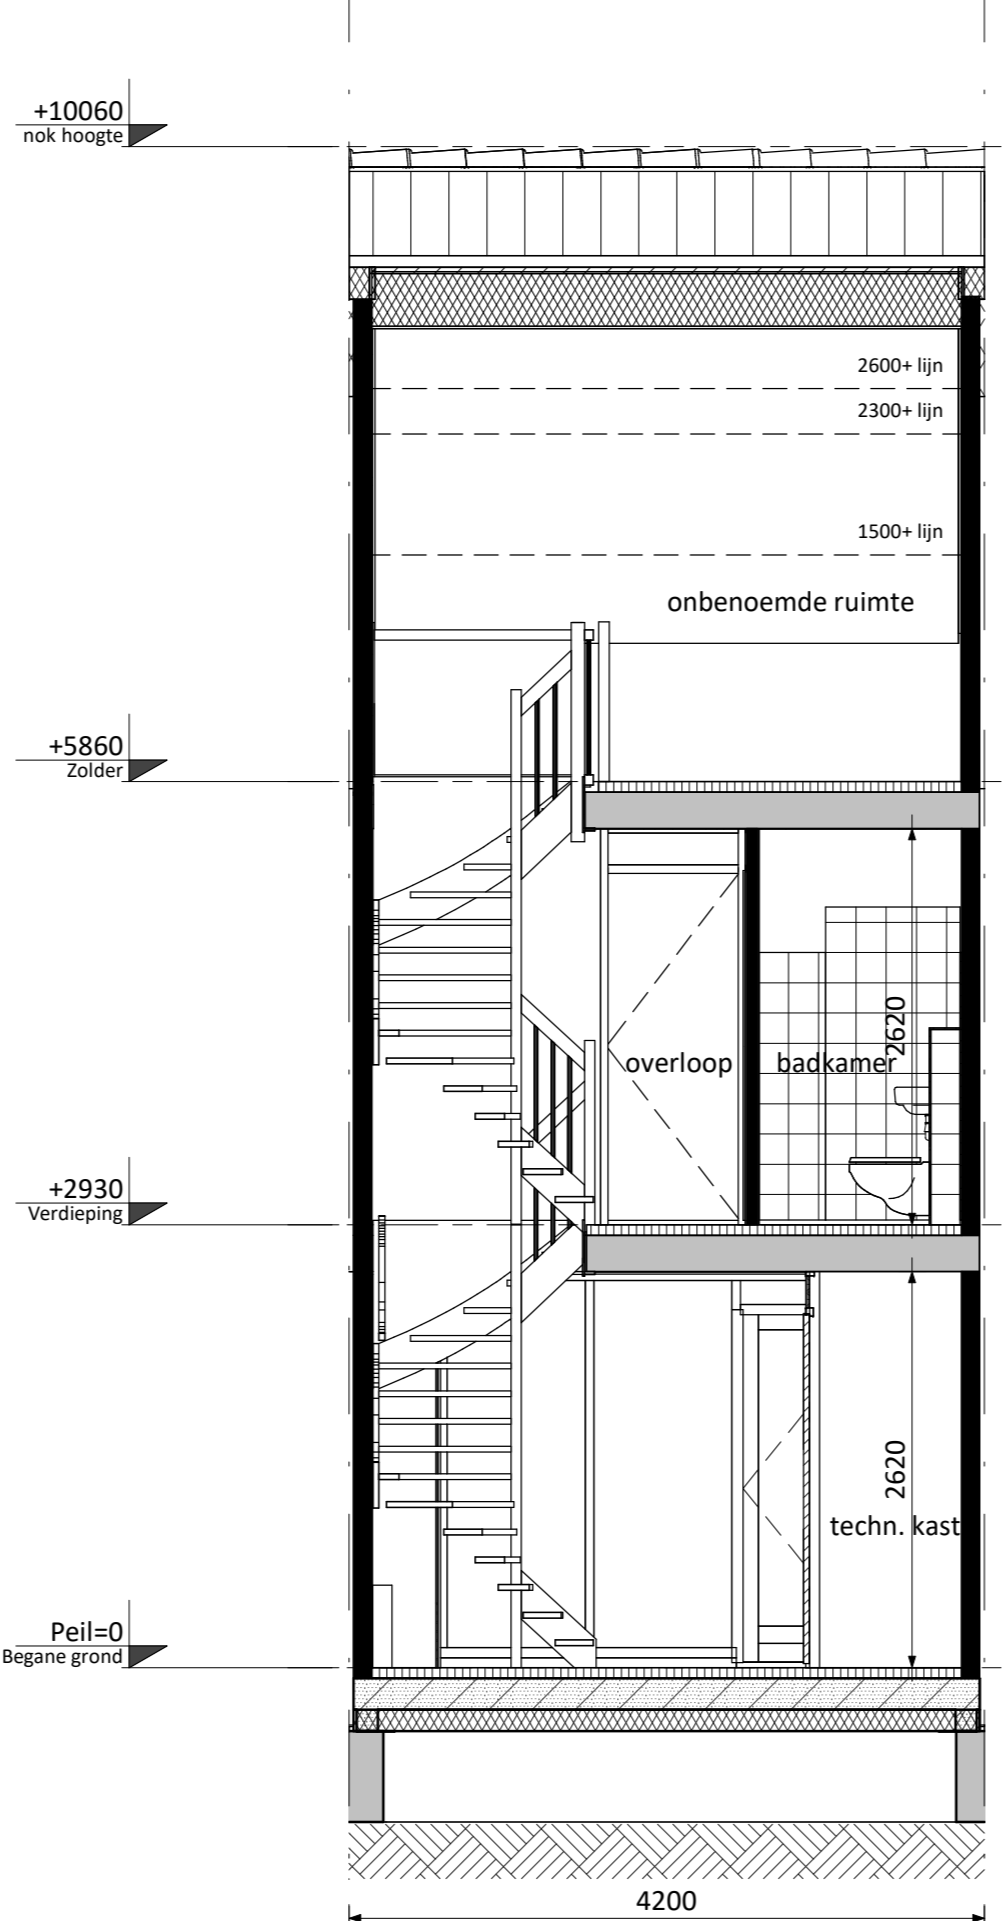 +10060
nok hoogte
2600+ lijn
2300+ lijn
1500+ lijn
onbenoemde ruimte
+5860
Zolder
2620
overloop
badkamer
+2930
Verdieping
2620
techn. kast
Peil=0
Begane grond
4200